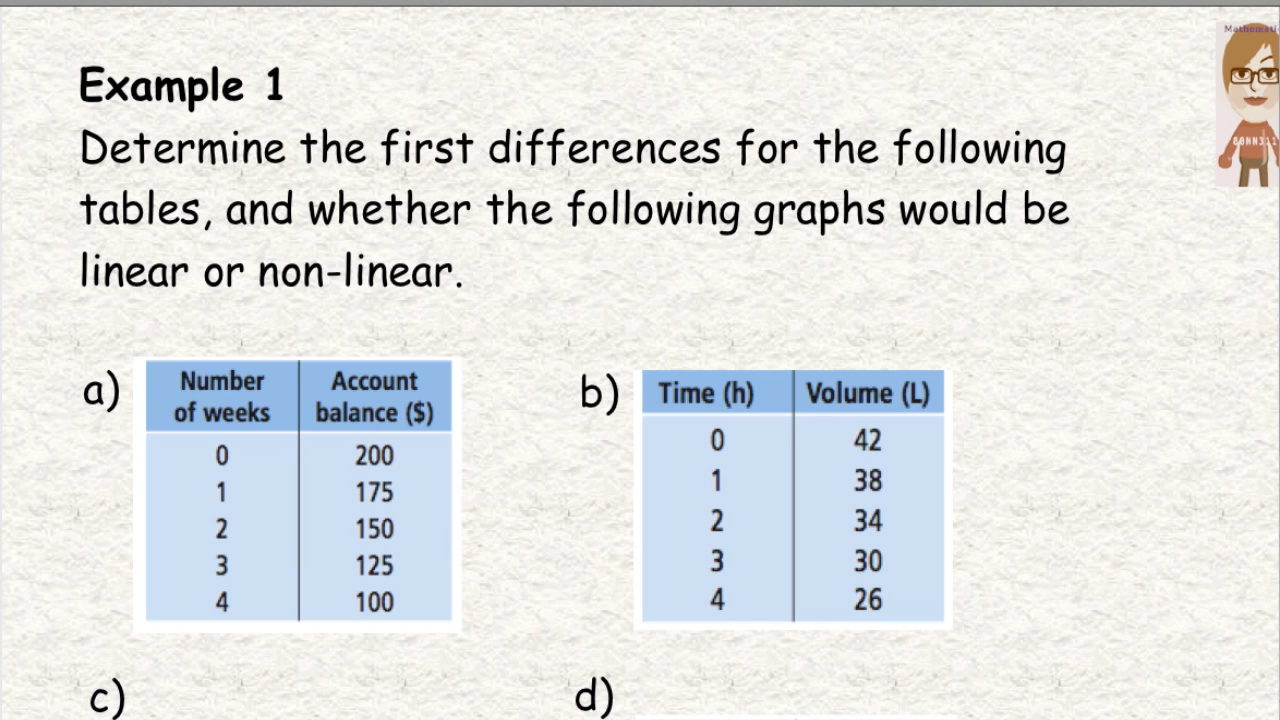 Mathemati
Example 1
Determine the first differences for the following
tables, and whether the following graphs would be
linear or non-linear.
a)
Number of weeks | Account balance ($)
0 | 200
1 | 175
2 | 150
3 | 125
4 | 100
b)
Time (h) | Volume (L)
0 | 42
1 | 38
2 | 34
3 | 30
4 | 26
c)
d)